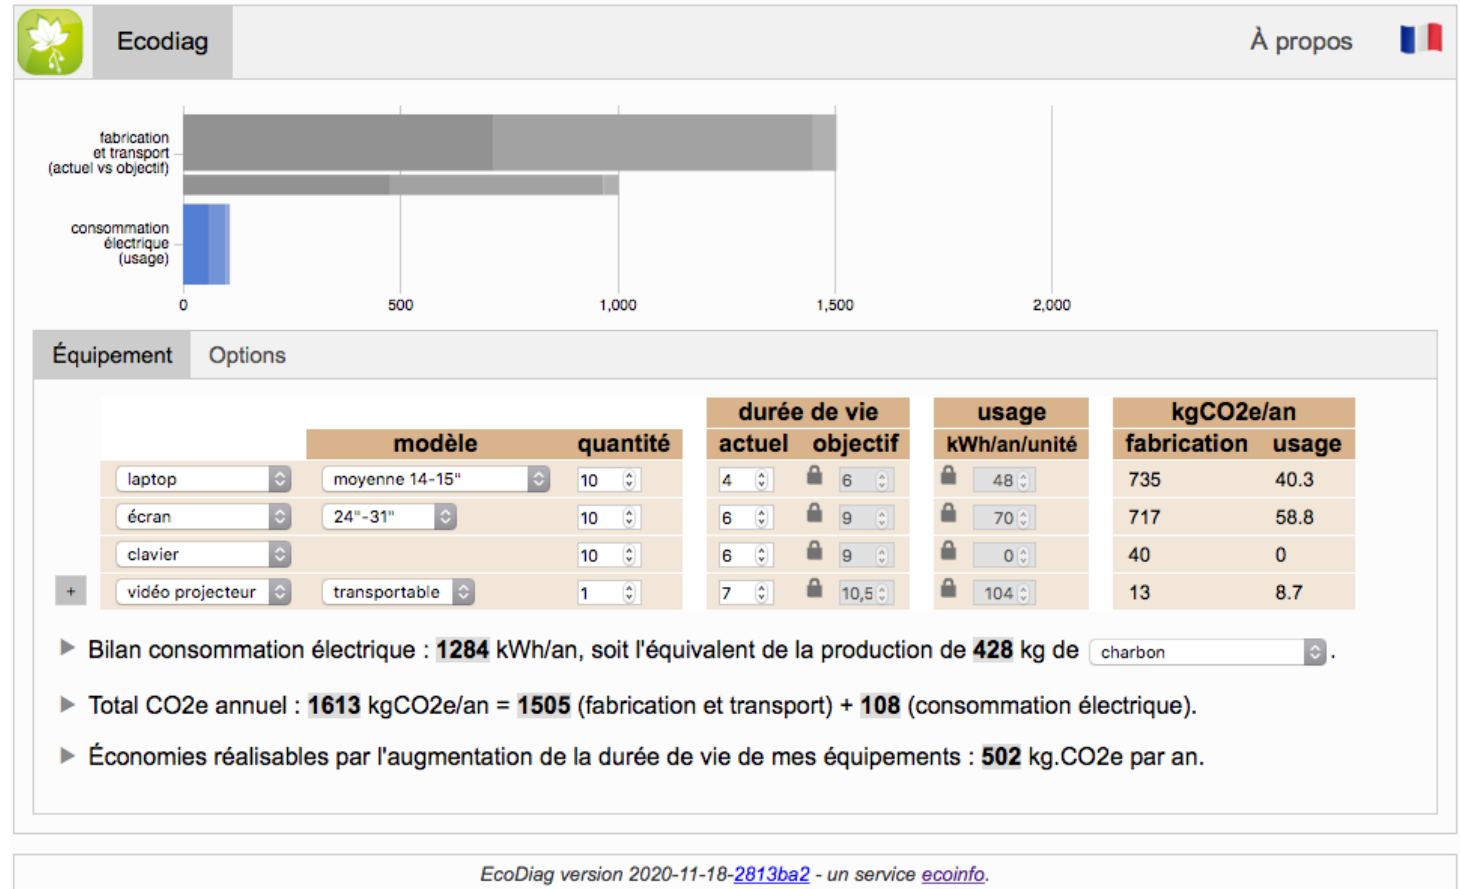 Ecodiag
À propos
fabrication
et transport
(actuel vs objectif)
consommation
électrique
(usage)
0 500 1,000 1,500 2,000
Équipement Options
durée de vie usage kgCO2e/an
modèle quantité actuel objectif kWh/an/unité fabrication usage
laptop moyenne 14-15" 10 4 6 48 735 40.3
écran 24"-31" 10 6 9 70 717 58.8
clavier 10 6 9 0 40 0
+ vidéo projecteur transportable 1 7 10,5 104 13 8.7
Bilan consommation électrique : 1284 kWh/an, soit l'équivalent de la production de 428 kg de charbon .
Total CO2e annuel : 1613 kgCO2e/an = 1505 (fabrication et transport) + 108 (consommation électrique).
Économies réalisables par l'augmentation de la durée de vie de mes équipements : 502 kg.CO2e par an.
EcoDiag version 2020-11-18-2813ba2 - un service ecoinfo.